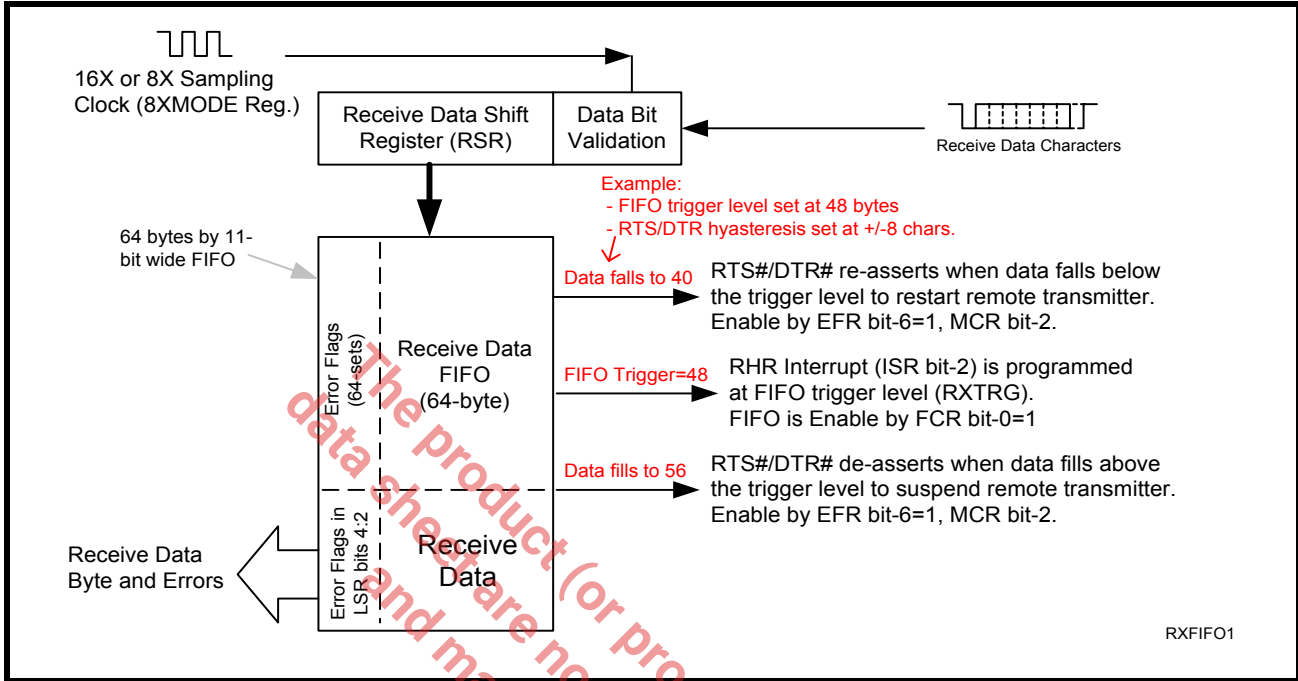 16X or 8X Sampling
Clock (8XMODE Reg.)
Receive Data Shift
Register (RSR)
Data Bit
Validation
Receive Data Characters
Example:
- FIFO trigger level set at 48 bytes
- RTS/DTR hyasteresis set at +/-8 chars.
64 bytes by 11-
bit wide FIFO
Data falls to 40
RTS#/DTR# re-asserts when data falls below
the trigger level to restart remote transmitter.
Enable by EFR bit-6=1, MCR bit-2.
Error Flags
(64-sets)
Receive Data
FIFO
(64-byte)
FIFO Trigger=48
RHR Interrupt (ISR bit-2) is programmed
at FIFO trigger level (RXTRG).
FIFO is Enable by FCR bit-0=1
Data fills to 56
RTS#/DTR# de-asserts when data fills above
the trigger level to suspend remote transmitter.
Enable by EFR bit-6=1, MCR bit-2.
Error Flags in
LSR bits 4:2
Receive
Data
Receive Data
Byte and Errors
RXFIFO1
The product (or pro
data sheet are no
and m